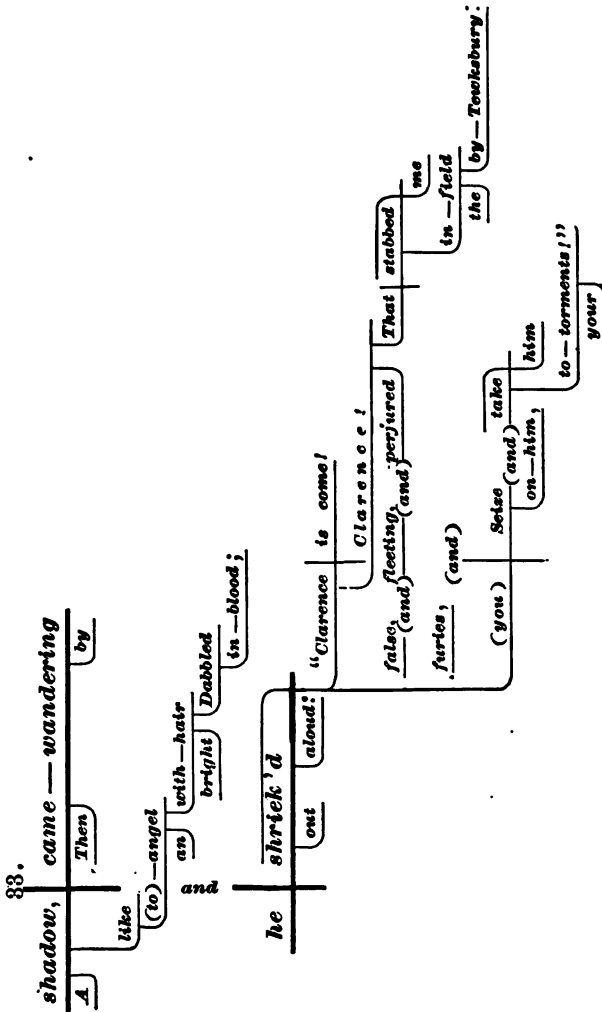 33.
shadow, came — wandering
A Then by
like
(to)—angel
an with—hair
bright Dabbled
in—blood;
and
he shriek'd
out aloud:
"Clarence is come!
Clarence!
false, fleeting, perjured That stabbed
(and) (and) me
in—field
the by—Tewksbury:
furies, (and)
(you) Seize take
(and) him
on—him,
to—torments!"
your